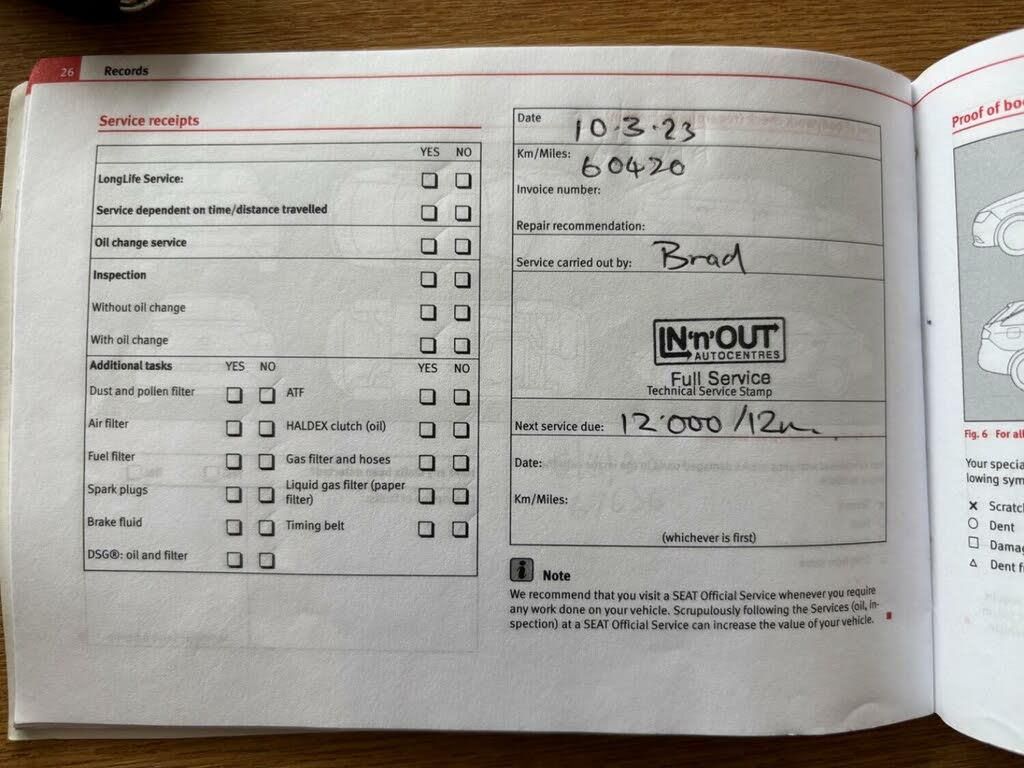 26 Records
Service receipts
YES NO
LongLife Service:
Service dependent on time/distance travelled
Oil change service
Inspection
Without oil change
With oil change
Additional tasks YES NO YES NO
Dust and pollen filter ATF
Air filter HALDEX clutch (oil)
Fuel filter Gas filter and hoses
Spark plugs Liquid gas filter (paper
filter)
Brake fluid Timing belt
DSG®: oil and filter
Date 10.3.23
Km/Miles: 60420
Invoice number:
Repair recommendation:
Service carried out by: Brad
IN'n'OUT
AUTOCENTRES
Full Service
Technical Service Stamp
Next service due: 12'000/12m.
Date:
Km/Miles:
(whichever is first)
i Note
We recommend that you visit a SEAT Official Service whenever you require
any work done on your vehicle. Scrupulously following the Services (oil, in-
spection) at a SEAT Official Service can increase the value of your vehicle.
Proof of bo
Fig. 6 For all
Your specia
lowing sym
Scratc
Dent
Damag
Dent f